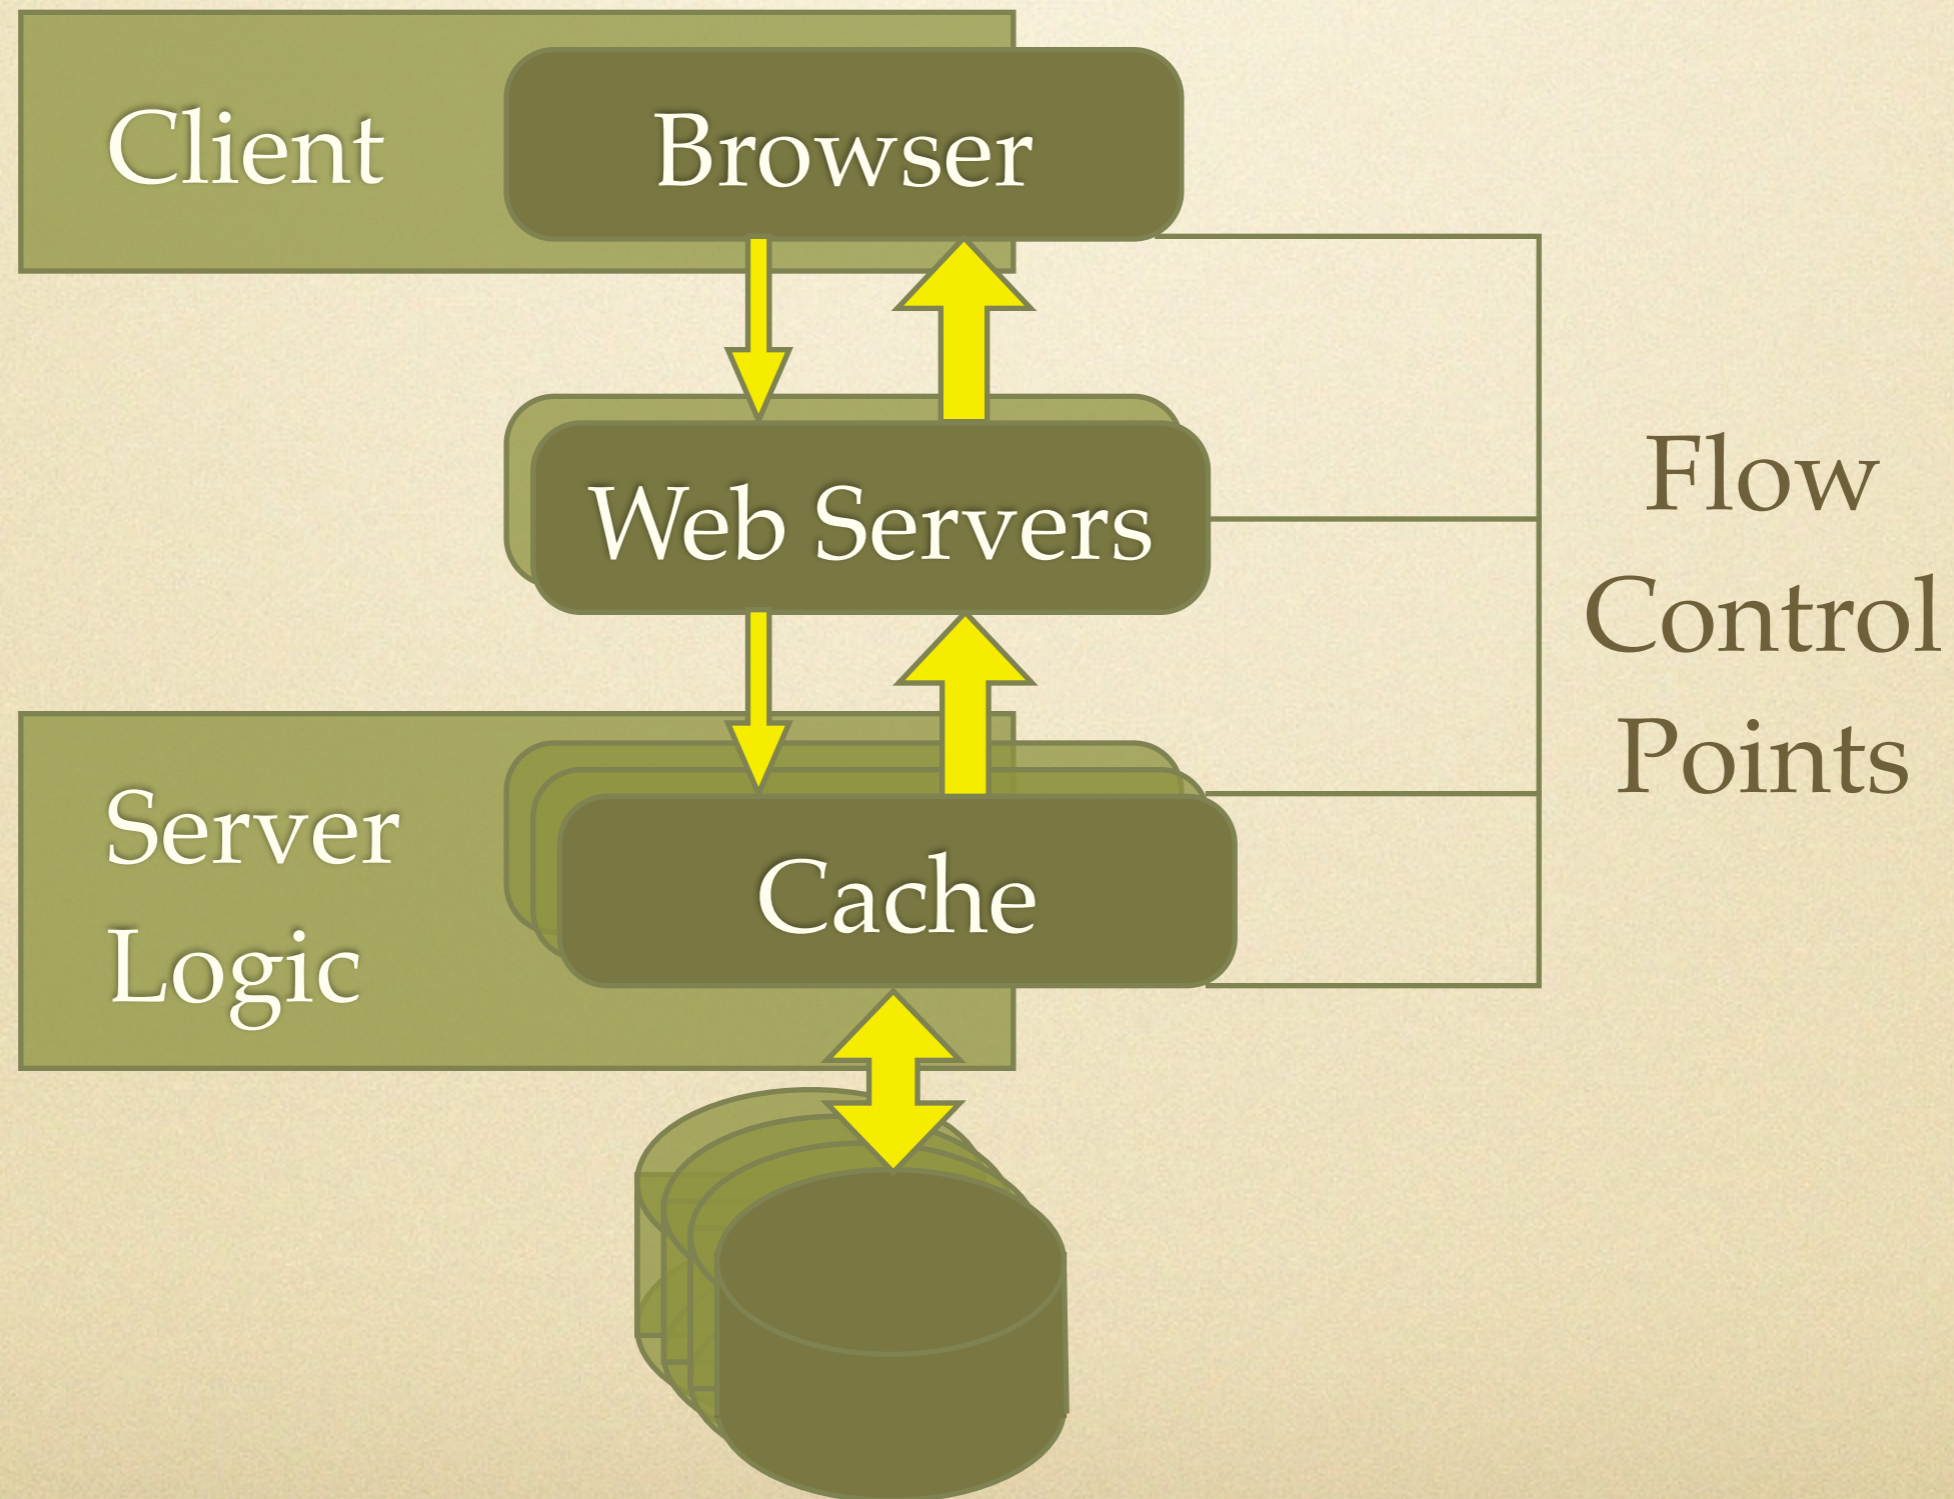 Client
Browser
Web Servers
Server
Logic
Cache
Flow
Control
Points